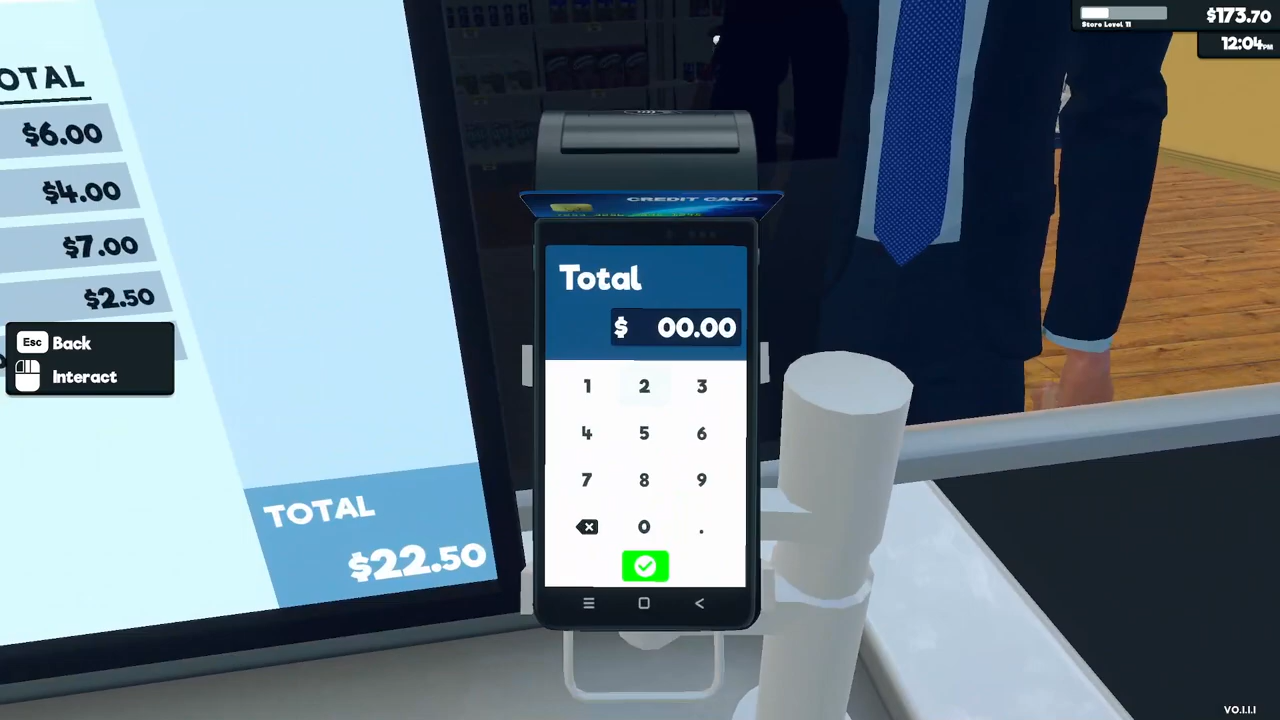 $173.70
Store Level 11
12:04PM
OTAL
$6.00
$4.00
$7.00
$2.50
Esc Back
Interact
TOTAL
$22.50
CREDIT CARD
Total
$ 00.00
1 2 3
4 5 6
7 8 9
0 .
V0.1.1.1